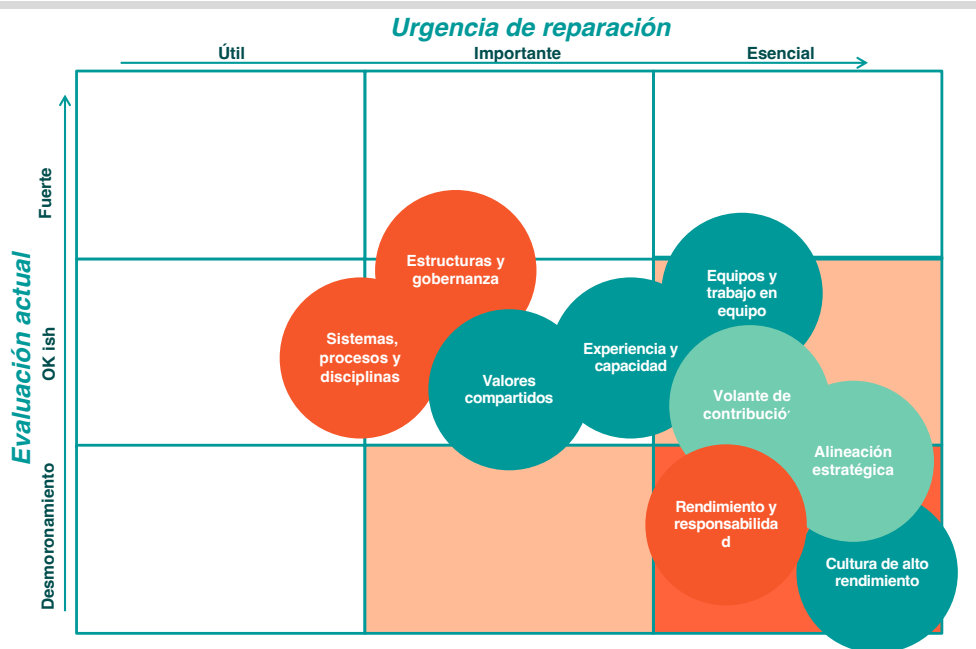 Urgencia de reparación
Útil
Importante
Esencial
Evaluación actual
Fuerte
OK ish
Desmoronamiento
Estructuras y
gobernanza
Equipos y
trabajo en
equipo
Sistemas,
procesos y
disciplinas
Experiencia y
capacidad
Valores
compartidos
Volante de
contribución
Alineación
estratégica
Rendimiento y
responsabilida
d
Cultura de alto
rendimiento